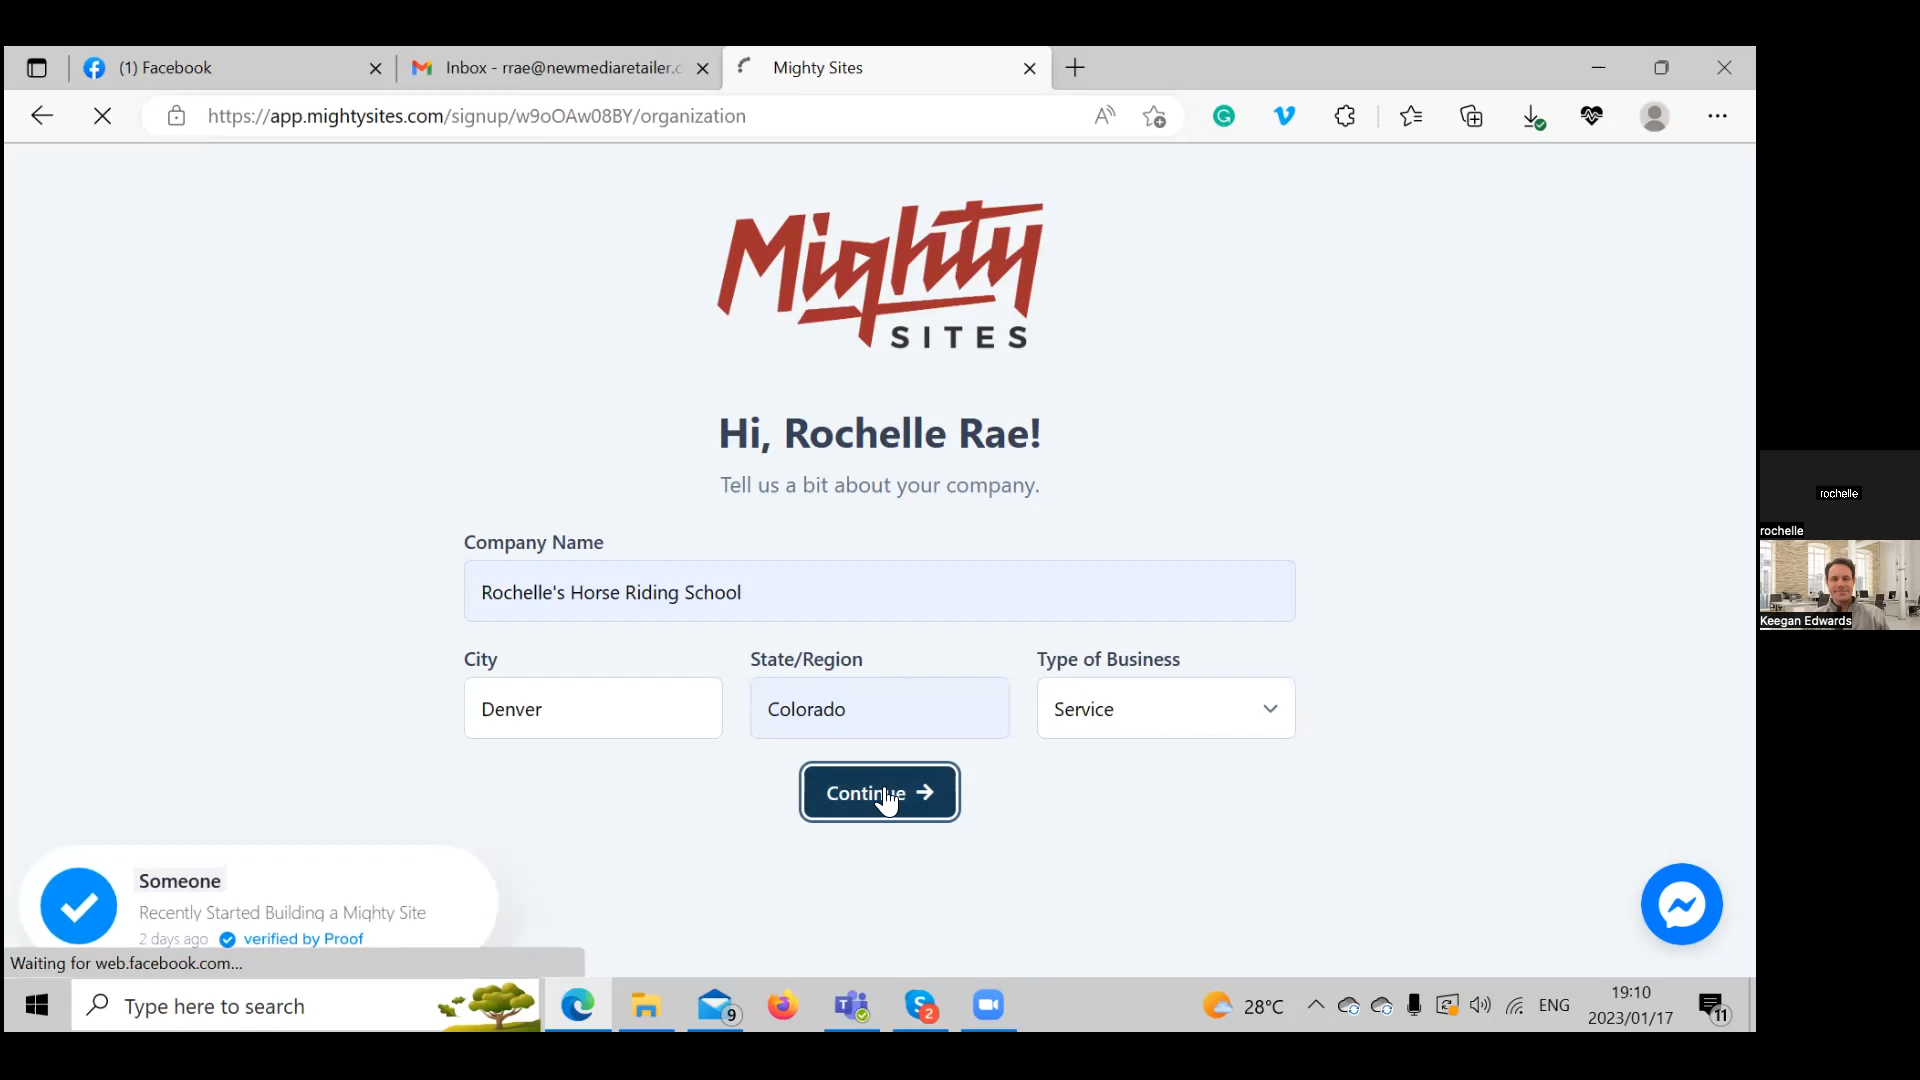 (1) Facebook
Inbox - rrae@newmediaretailer.c
Mighty Sites
https://app.mightysites.com/signup/w9oOAw08BY/organization
Mighty
SITES
Hi, Rochelle Rae!
Tell us a bit about your company.
Company Name
Rochelle's Horse Riding School
City
State/Region
Type of Business
Denver
Colorado
Service
Continue
Someone
Recently Started Building a Mighty Site
2 days ago verified by Proof
Waiting for web.facebook.com...
rochelle
rochelle
Keegan Edwards
Type here to search
9
2
28°C
ENG
19:10
2023/01/17
11